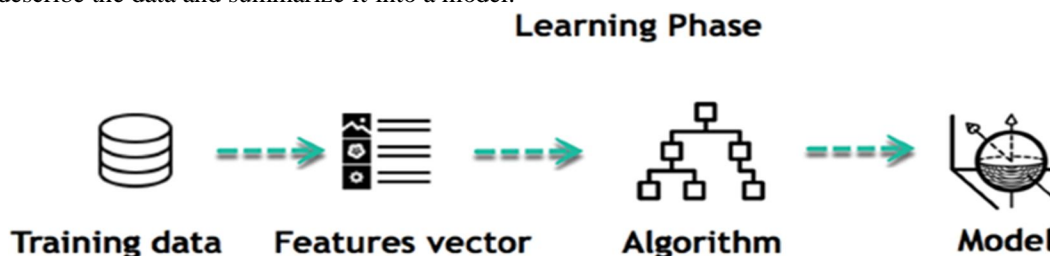 describe the data and summarize it into a model.
Learning Phase
Training data Features vector Algorithm Model